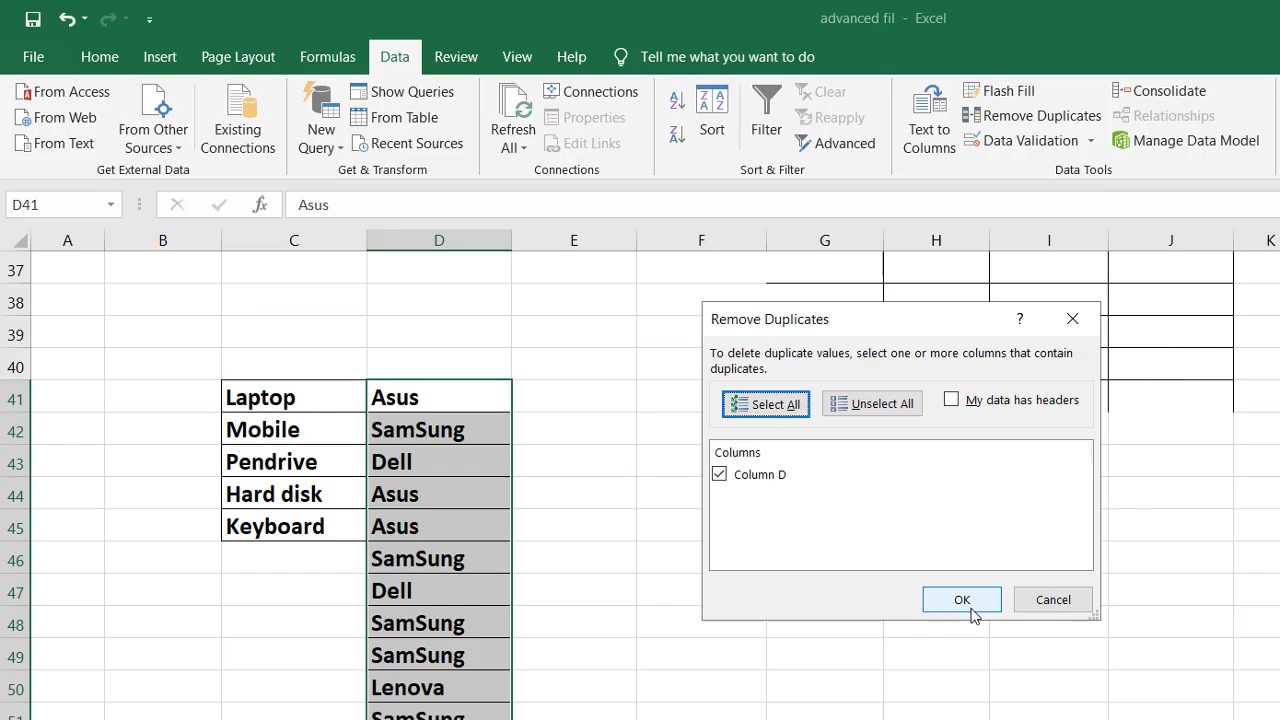 advanced fil - Excel
File Home Insert Page Layout Formulas Data Review View Help Tell me what you want to do
From Access
From Web
From Text
From Other Sources
Existing Connections
Get External Data
New Query
Show Queries
From Table
Recent Sources
Get & Transform
Refresh All
Connections
Properties
Edit Links
Connections
Sort
Filter
Clear
Reapply
Advanced
Sort & Filter
Text to Columns
Flash Fill
Remove Duplicates
Data Validation
Consolidate
Relationships
Manage Data Model
Data Tools
D41 fx Asus
A B C D E F G H I J K
37
38
39
40
41 Laptop Asus
42 Mobile SamSung
43 Pendrive Dell
44 Hard disk Asus
45 Keyboard Asus
46 SamSung
47 Dell
48 SamSung
49 SamSung
50 Lenova
51 SamSung
Remove Duplicates ?
To delete duplicate values, select one or more columns that contain
duplicates.
Select All Unselect All My data has headers
Columns
Column D
OK Cancel